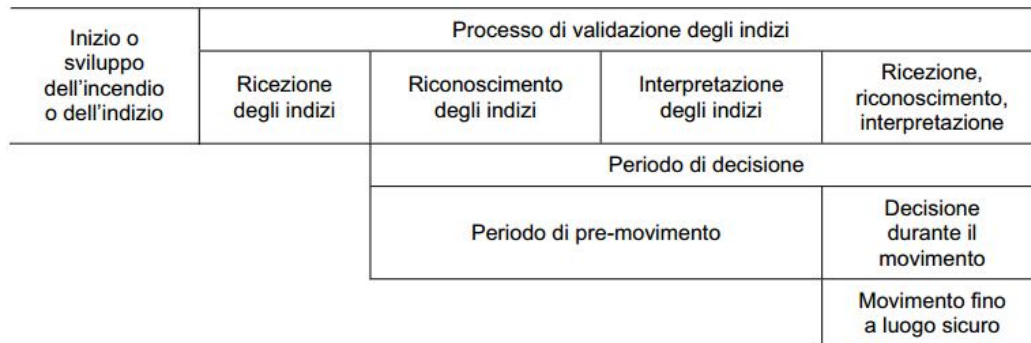 Inizio o
sviluppo
dell'incendio
o dell'indizio
Processo di validazione degli indizi
Ricezione
degli indizi
Riconoscimento
degli indizi
Interpretazione
degli indizi
Ricezione,
riconoscimento,
interpretazione
Periodo di decisione
Periodo di pre-movimento
Decisione
durante il
movimento
Movimento fino
a luogo sicuro